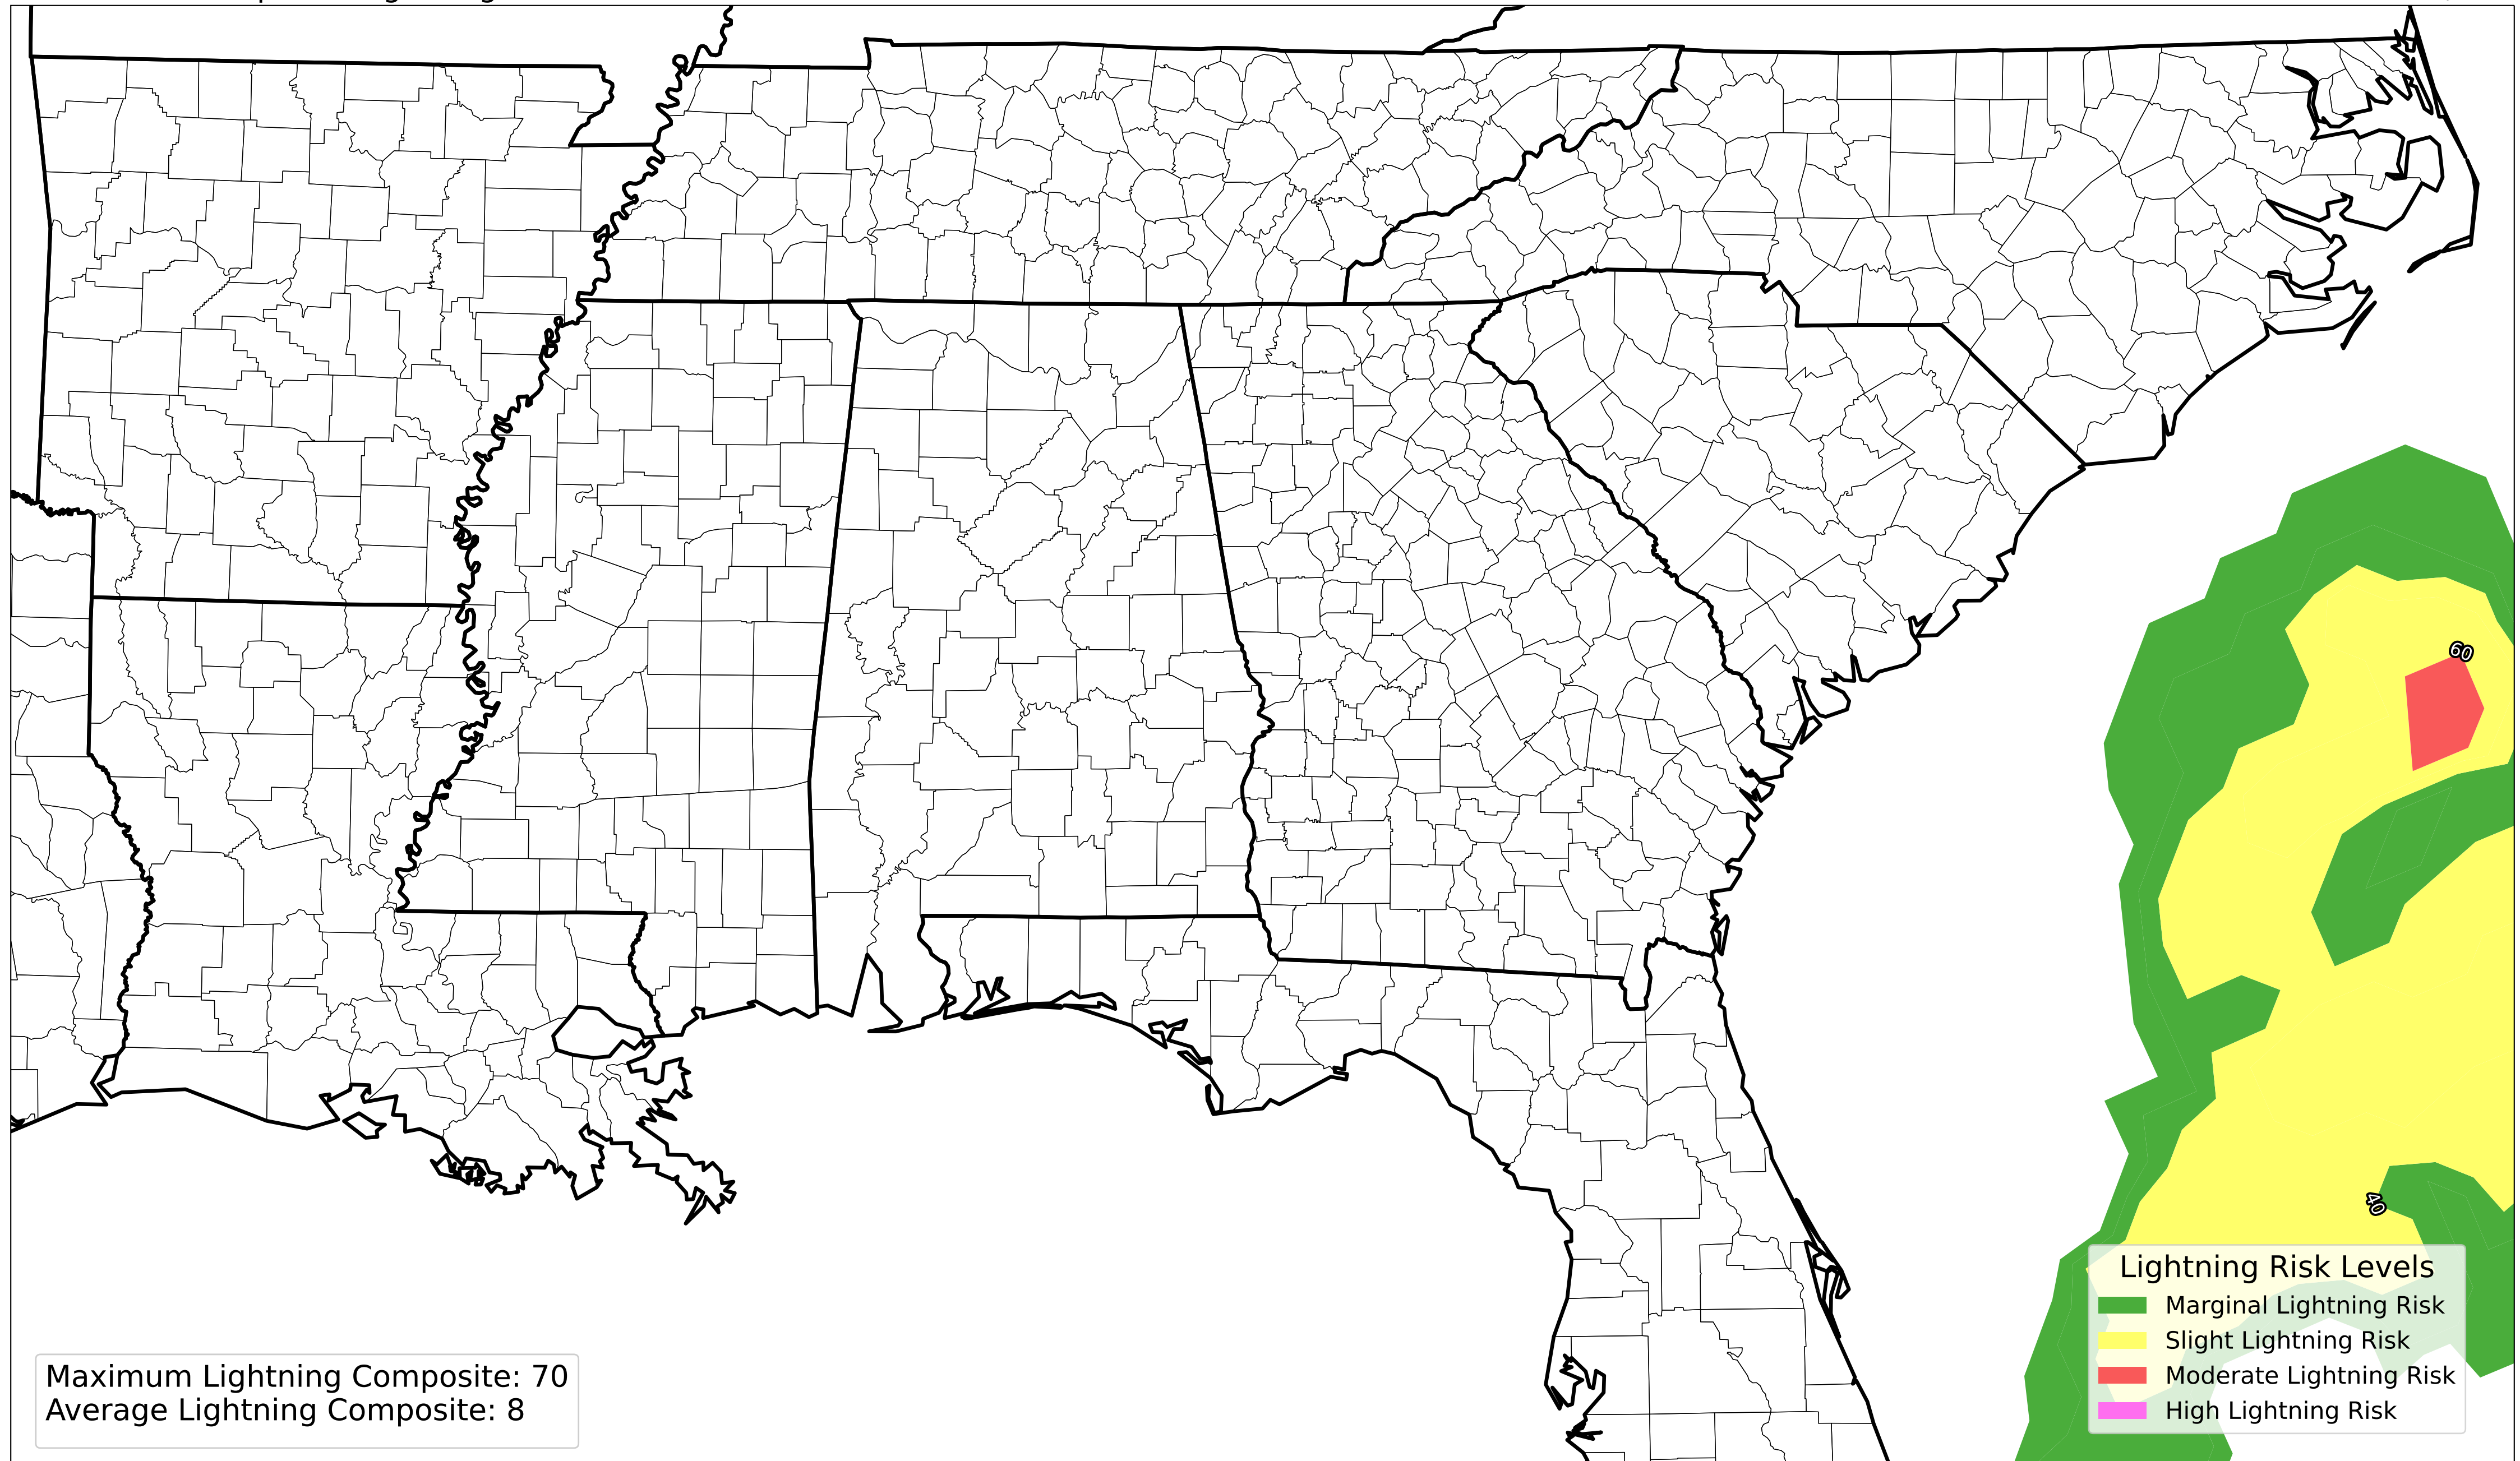 60
40
Lightning Risk Levels
Marginal Lightning Risk
Slight Lightning Risk
Moderate Lightning Risk
High Lightning Risk
Maximum Lightning Composite: 70
Average Lightning Composite: 8